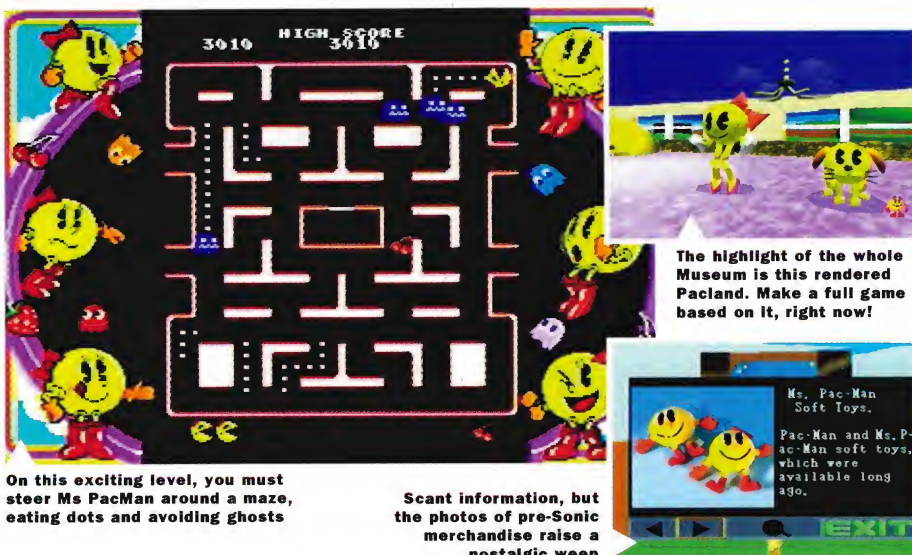 HIGH SCORE
3010 3010
The highlight of the whole
Museum is this rendered
Pacland. Make a full game
based on it, right now!
On this exciting level, you must
steer Ms PacMan around a maze,
eating dots and avoiding ghosts
Scant information, but
the photos of pre-Sonic
merchandise raise a
nostalgic weep
Ms. Pac-Man
Soft Toys.
Pac-Man and Ms.P-
ac-Man soft toys,
which were
available long
ago.
EXIT